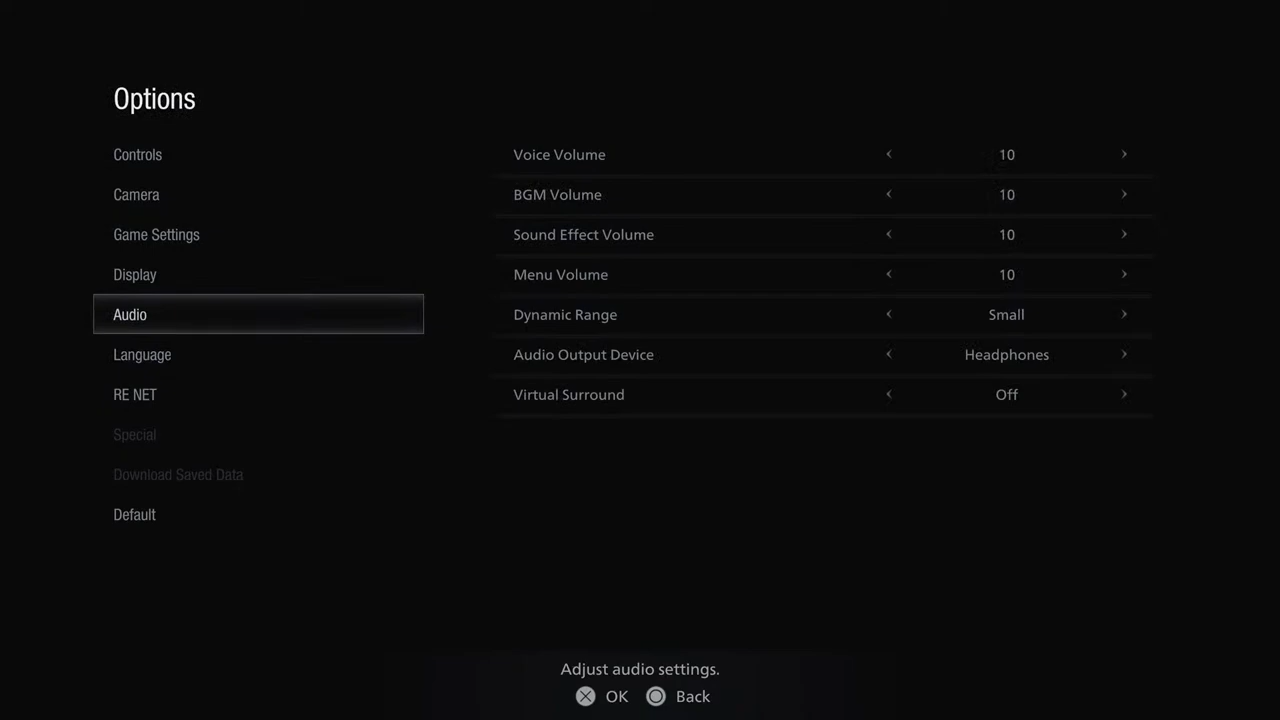 Options
Controls
Camera
Game Settings
Display
Audio
Language
RE NET
Special
Download Saved Data
Default
Voice Volume 10
BGM Volume 10
Sound Effect Volume 10
Menu Volume 10
Dynamic Range Small
Audio Output Device Headphones
Virtual Surround Off
Adjust audio settings.
OK Back